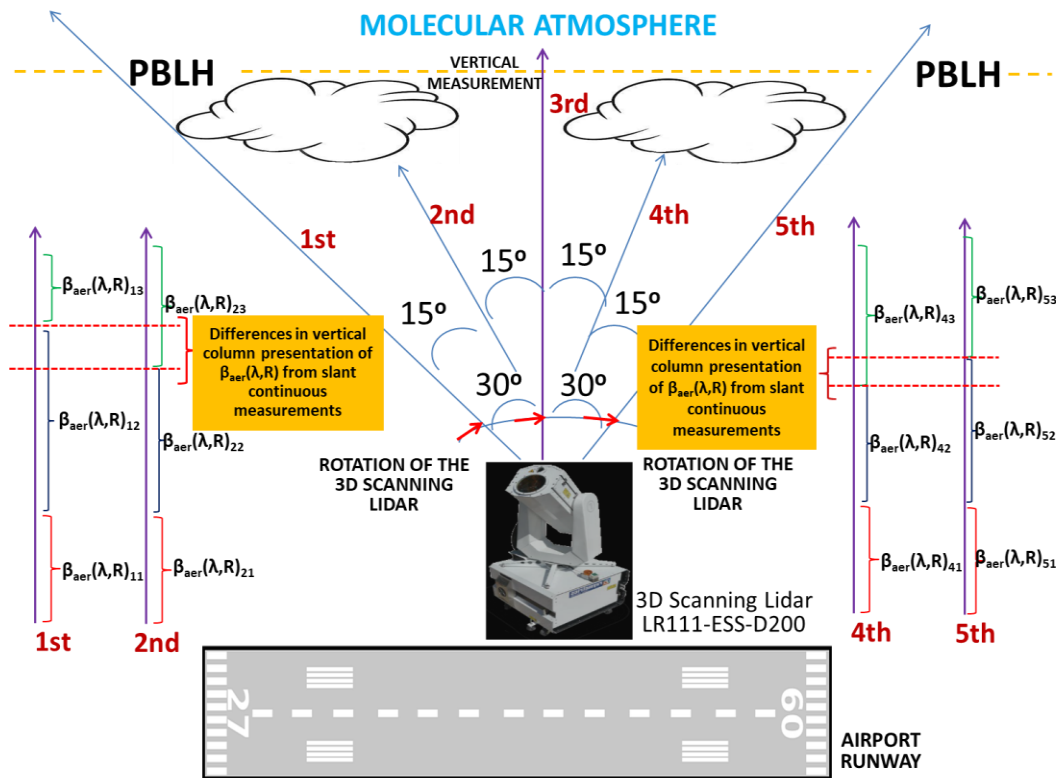 MOLECULAR ATMOSPHERE
PBLH
VERTICAL
MEASUREMENT
PBLH
3rd
2nd
4th
1st
5th
15º
15º
15º
15º
30º
30º
βaer(λ,R)13
βaer(λ,R)23
βaer(λ,R)12
βaer(λ,R)22
βaer(λ,R)11
βaer(λ,R)21
1st
2nd
Differences in vertical
column presentation of
βaer(λ,R) from slant
continuous
measurements
Differences in vertical
column presentation
of βaer(λ,R) from slant
continuous
measurements
βaer(λ,R)53
βaer(λ,R)43
βaer(λ,R)52
βaer(λ,R)42
βaer(λ,R)51
βaer(λ,R)41
4th
5th
ROTATION OF THE
3D SCANNING
LIDAR
ROTATION OF THE
3D SCANNING
LIDAR
3D Scanning Lidar
LR111-ESS-D200
27
60
AIRPORT
RUNWAY